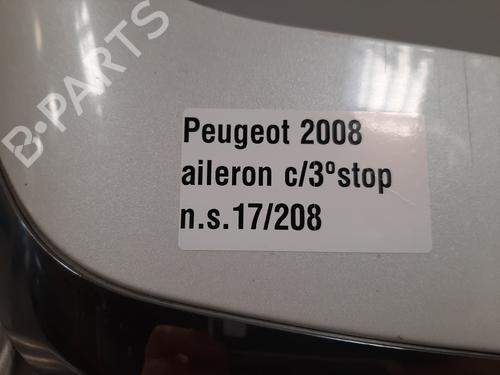 B-PARTS
Peugeot 2008
aileron c/3ºstop
n.s.17/208